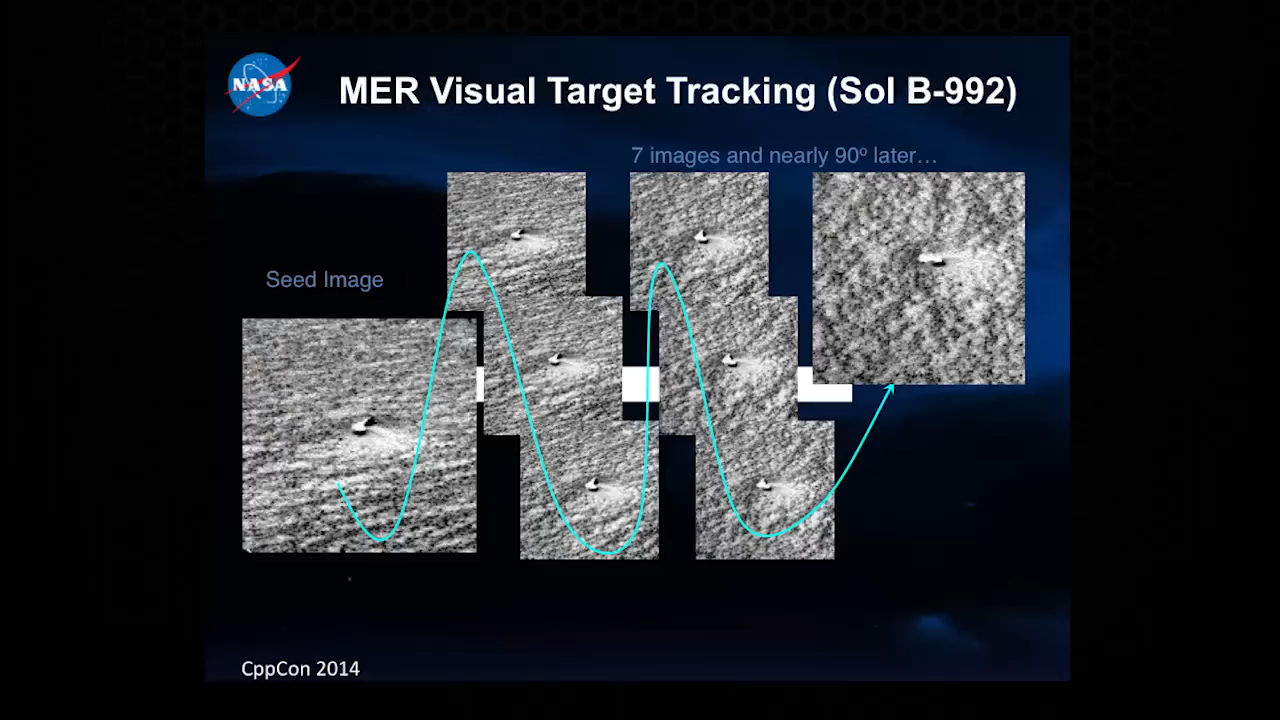 NASA
MER Visual Target Tracking (Sol B-992)
7 images and nearly 90º later…
Seed Image
CppCon 2014